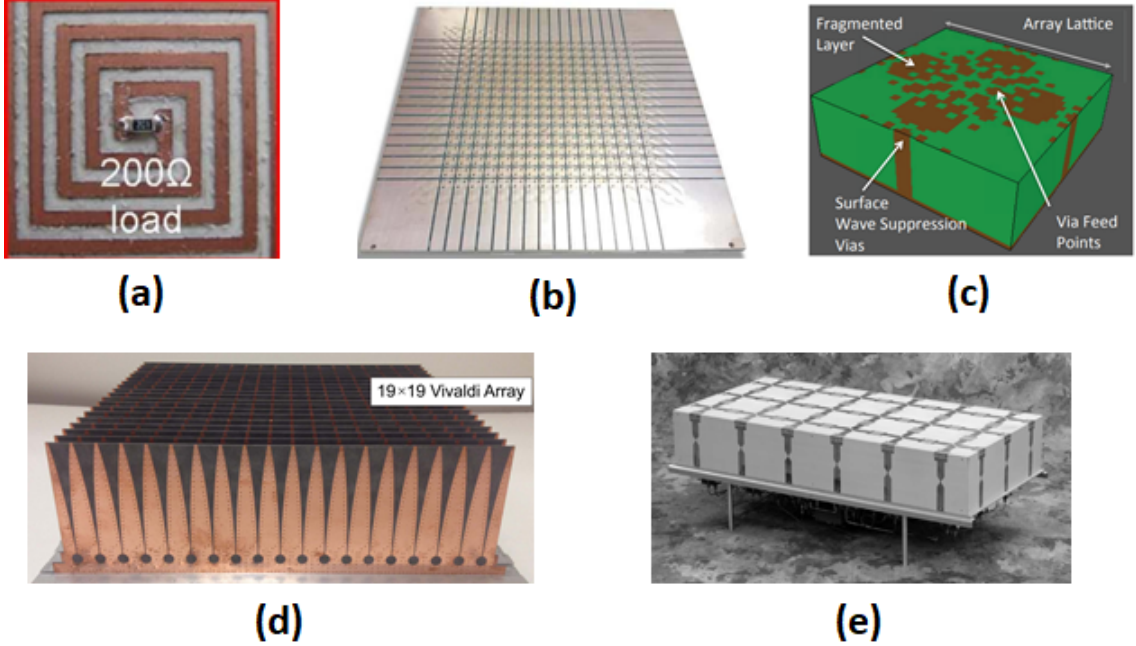 200Ω
load
(a)
(b)
Fragmented
Layer
Array Lattice
Surface
Wave Suppression
Vias
Via Feed
Points
(c)
19×19 Vivaldi Array
(d)
(e)